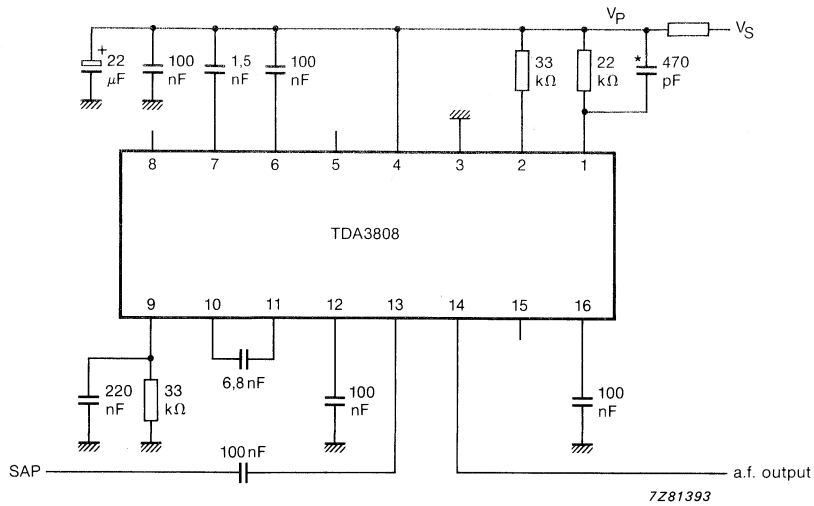 V_P
V_S
+
22 μF
100 nF
1,5 nF
100 nF
33 kΩ
22 kΩ
*
470 pF
8 7 6 5 4 3 2 1
TDA3808
9 10 11 12 13 14 15 16
6,8 nF
220 nF
33 kΩ
100 nF
100 nF
100 nF
SAP
a.f. output
7Z81393